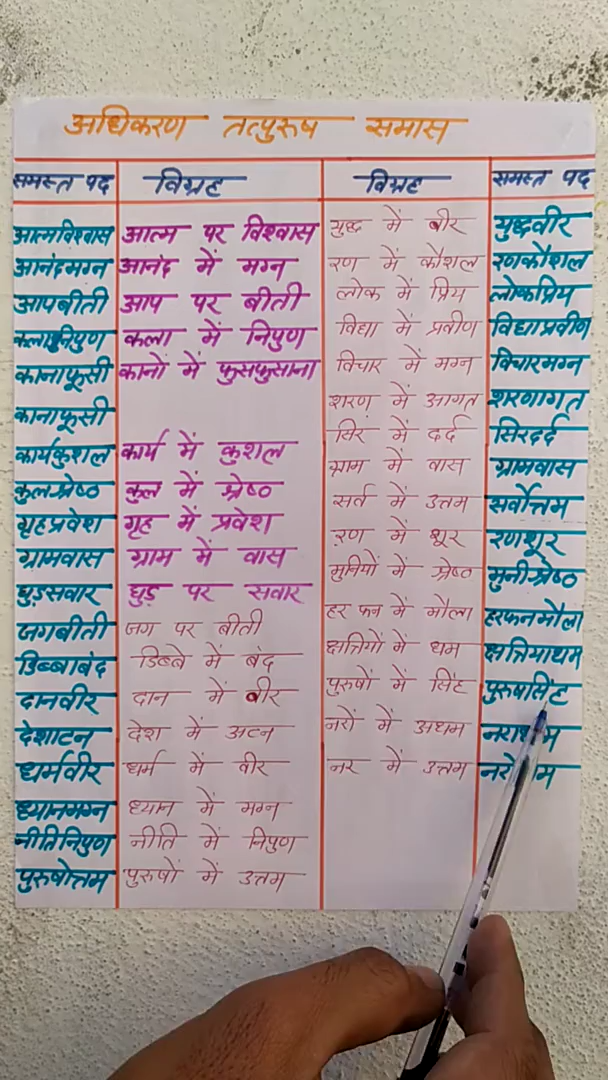 अधिकरण तत्पुरुष समास
समस्त पद विग्रह विग्रह समस्त पद
आत्मविश्वास आत्म पर विश्वास युद्ध में वीर युद्धवीर
आनंदमग्न आनंद में मग्न रण में कौशल रणकौशल
आपबीती आप पर बीती लोक में प्रिय लोकप्रिय
कलानिपुण कला में निपुण विद्या में प्रवीण विद्याप्रवीण
कानाफूसी कानों में फुसफुसाना विचार में मग्न विचारमग्न
कानाफूसी शरण में आगत शरणागत
कार्यकुशल कार्य में कुशल सिर में दर्द सिरदर्द
कुलश्रेष्ठ कुल में श्रेष्ठ ग्राम में वास ग्रामवास
गृहप्रवेश गृह में प्रवेश सर्व में उत्तम सर्वोत्तम
ग्रामवास ग्राम में वास रण में शूर रणशूर
घुड़सवार घुड़ पर सवार मुनियों में श्रेष्ठ मुनीश्रेष्ठ
जगबीती जग पर बीती हर फन में मौला हरफनमौला
डिब्बाबंद डिब्बे में बंद क्षत्रियों में धम क्षत्रियाधम
दानवीर दान में वीर पुरुषों में सिंह पुरुषासिंह
देशाटन देश में अटन नरों में अधम
धर्मवीर धर्म में वीर नर में उत्तम
ध्यानमग्न ध्यान में मग्न
नीतिनिपुण नीति में निपुण
पुरुषोत्तम पुरुषों में उत्तम